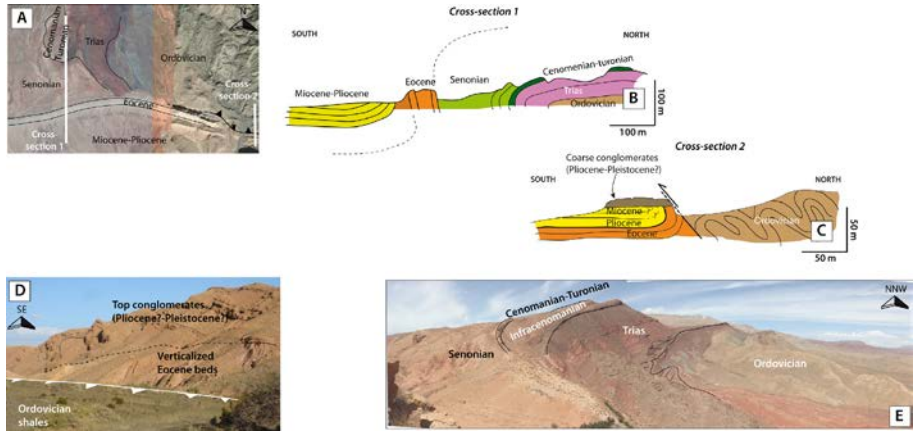 A
N
Cenomanian
Turonian
Trias
Ordovician
Senonian
Eocene
Cross-
section 2
Cross-
section 1
Miocene-Pliocene
Cross-section 1
SOUTH
NORTH
Cenomenian-turonian
Eocene
Senonian
Miocene-Pliocene
Trias
Ordovician
B
100 m
100 m
Cross-section 2
Coarse conglomerates
(Pliocene-Pleistocene?)
SOUTH
NORTH
Miocene
Pliocene
Eocene
Ordovician
C
50 m
50 m
D
SE
Top conglomerates
(Pliocene?-Pleistocene?)
Verticalized
Eocene beds
Ordovician
shales
NNW
Cenomanian-Turonian
Infracenomanian
Trias
Senonian
Ordovician
E